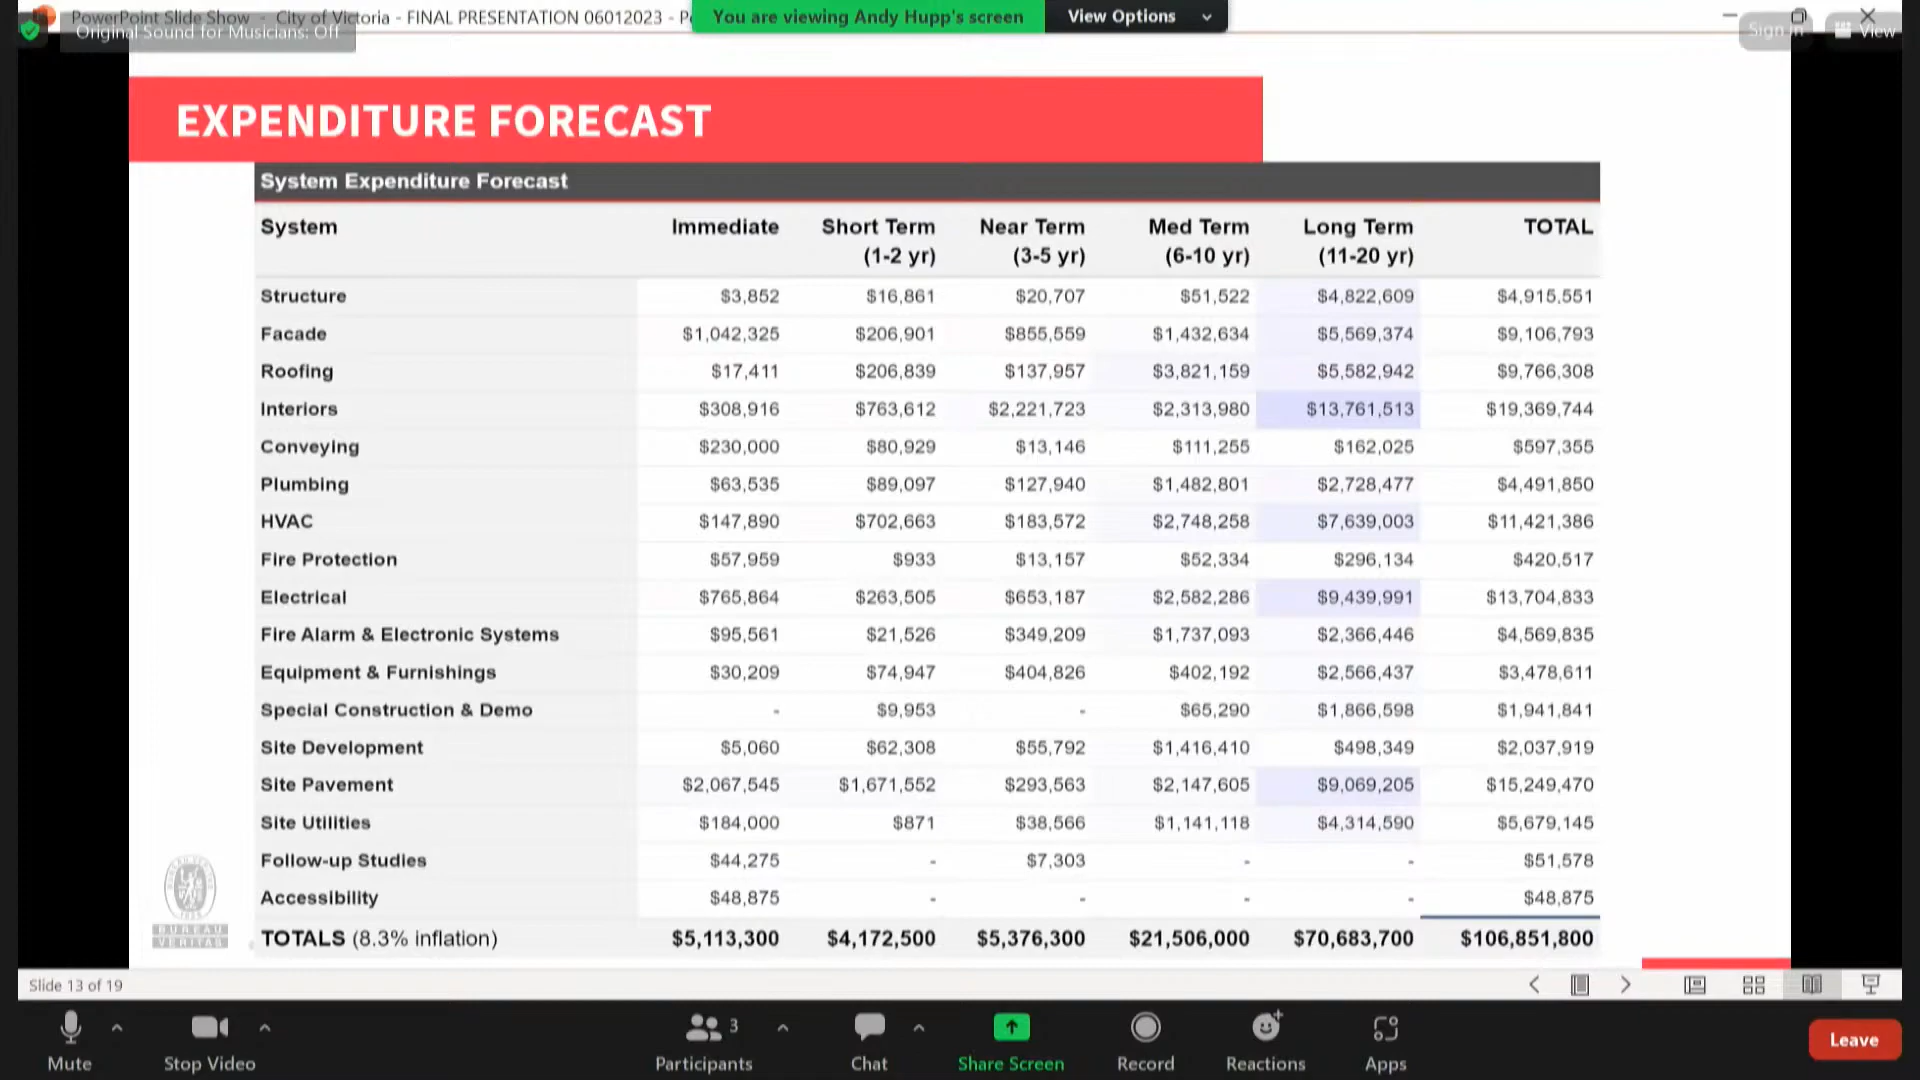 PowerPoint Slide Show - City of Victoria - FINAL PRESENTATION 06012023 - P
You are viewing Andy Hupp's screen
View Options
Original Sound for Musicians: Off
Sign in
View
EXPENDITURE FORECAST
System Expenditure Forecast
System Immediate Short Term Near Term Med Term Long Term TOTAL
(1-2 yr) (3-5 yr) (6-10 yr) (11-20 yr)
Structure $3,852 $16,861 $20,707 $51,522 $4,822,609 $4,915,551
Facade $1,042,325 $206,901 $855,559 $1,432,634 $5,569,374 $9,106,793
Roofing $17,411 $206,839 $137,957 $3,821,159 $5,582,942 $9,766,308
Interiors $308,916 $763,612 $2,221,723 $2,313,980 $13,761,513 $19,369,744
Conveying $230,000 $80,929 $13,146 $111,255 $162,025 $597,355
Plumbing $63,535 $89,097 $127,940 $1,482,801 $2,728,477 $4,491,850
HVAC $147,890 $702,663 $183,572 $2,748,258 $7,639,003 $11,421,386
Fire Protection $57,959 $933 $13,157 $52,334 $296,134 $420,517
Electrical $765,864 $263,505 $653,187 $2,582,286 $9,439,991 $13,704,833
Fire Alarm & Electronic Systems $95,561 $21,526 $349,209 $1,737,093 $2,366,446 $4,569,835
Equipment & Furnishings $30,209 $74,947 $404,826 $402,192 $2,566,437 $3,478,611
Special Construction & Demo - $9,953 - $65,290 $1,866,598 $1,941,841
Site Development $5,060 $62,308 $55,792 $1,416,410 $498,349 $2,037,919
Site Pavement $2,067,545 $1,671,552 $293,563 $2,147,605 $9,069,205 $15,249,470
Site Utilities $184,000 $871 $38,566 $1,141,118 $4,314,590 $5,679,145
Follow-up Studies $44,275 - $7,303 - - $51,578
Accessibility $48,875 - - - - $48,875
TOTALS (8.3% inflation) $5,113,300 $4,172,500 $5,376,300 $21,506,000 $70,683,700 $106,851,800
BUREAU
VERITAS
Slide 13 of 19
3
Mute Stop Video Participants Chat Share Screen Record Reactions Apps Leave